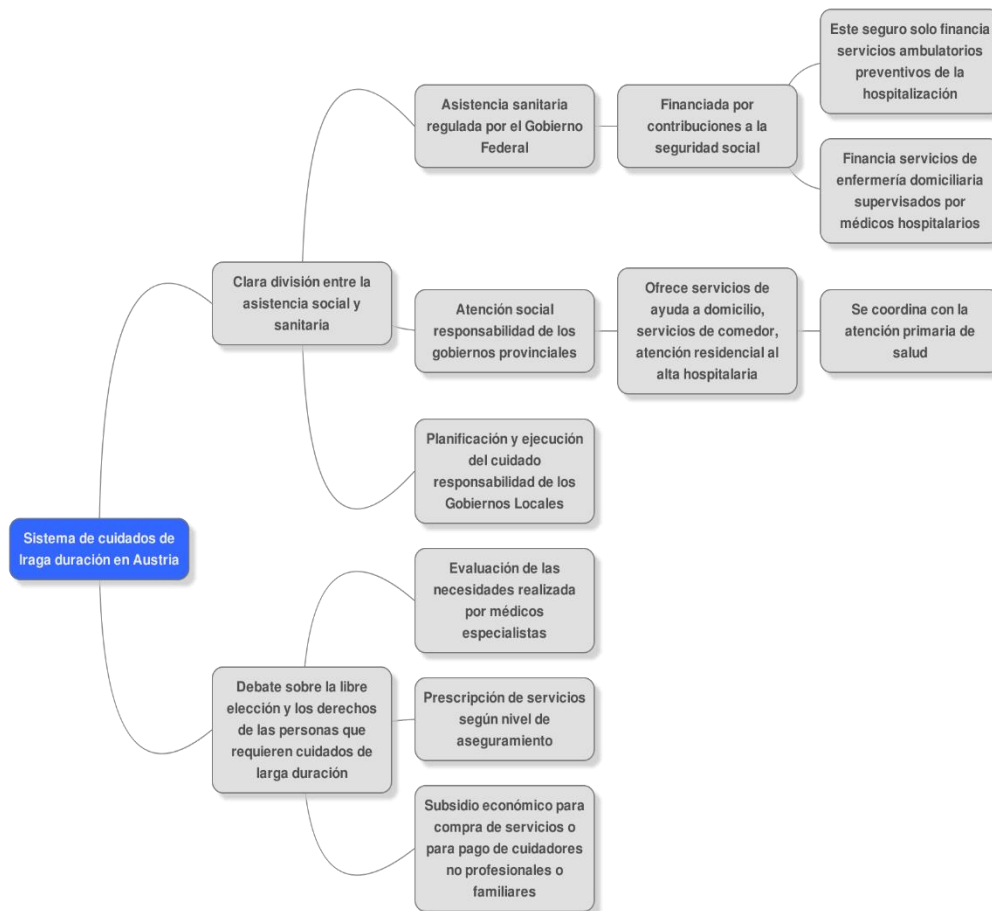 Este seguro solo financia
servicios ambulatorios
preventivos de la
hospitalización
Asistencia sanitaria
regulada por el Gobierno
Federal
Financiada por
contribuciones a la
seguridad social
Financia servicios de
enfermería domiciliaria
supervisados por
médicos hospitalarios
Clara división entre la
asistencia social y
sanitaria
Atención social
responsabilidad de los
gobiernos provinciales
Ofrece servicios de
ayuda a domicilio,
servicios de comedor,
atención residencial al
alta hospitalaria
Se coordina con la
atención primaria de
salud
Planificación y ejecución
del cuidado
responsabilidad de los
Gobiernos Locales
Sistema de cuidados de
lraga duración en Austria
Evaluación de las
necesidades realizada
por médicos
especialistas
Debate sobre la libre
elección y los derechos
de las personas que
requieren cuidados de
larga duración
Prescripción de servicios
según nivel de
aseguramiento
Subsidio económico para
compra de servicios o
para pago de cuidadores
no profesionales o
familiares